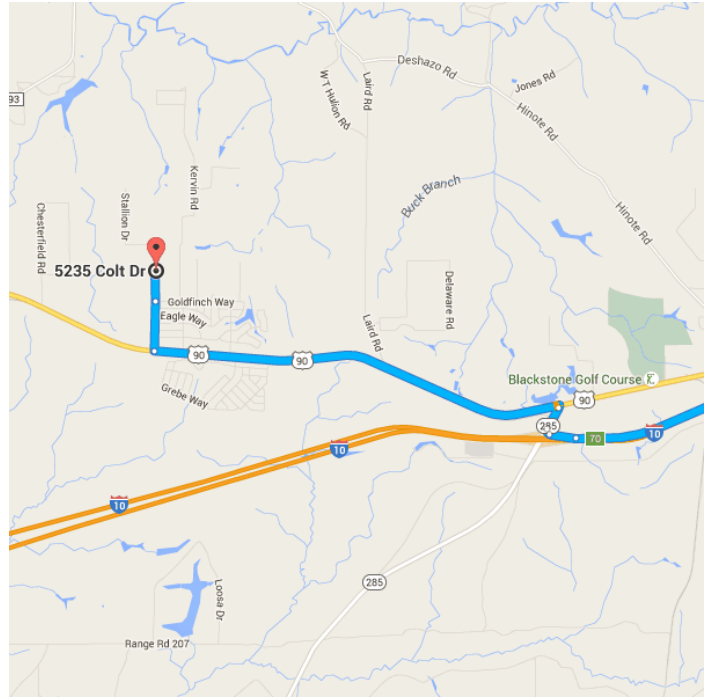 Deshazo Rd
Jones Rd
93
W T Hulion Rd
Laird Rd
Hinote Rd
Kervin Rd
Buck Branch
Stallion Dr
Chesterfield Rd
Hinote Rd
5235 Colt Dr
Delaware Rd
Goldfinch Way
Eagle Way
Laird Rd
90
90
Grebe Way
Blackstone Golf Course
90
285
70
10
10
10
285
Loosa Dr
Range Rd 207